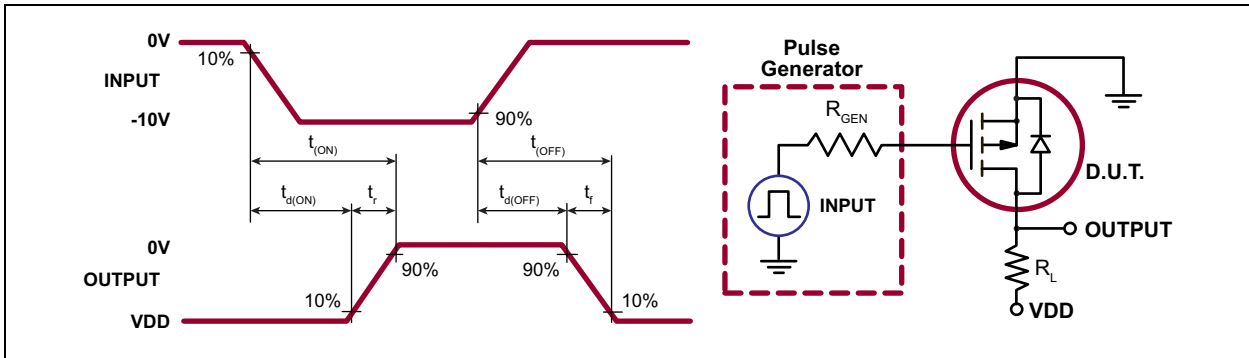 0V
10%
INPUT
-10V
90%
t(ON)
t(OFF)
td(ON)
tr
td(OFF)
tf
0V
OUTPUT
90%
90%
10%
10%
VDD
Pulse
Generator
RGEN
INPUT
D.U.T.
OUTPUT
RL
VDD